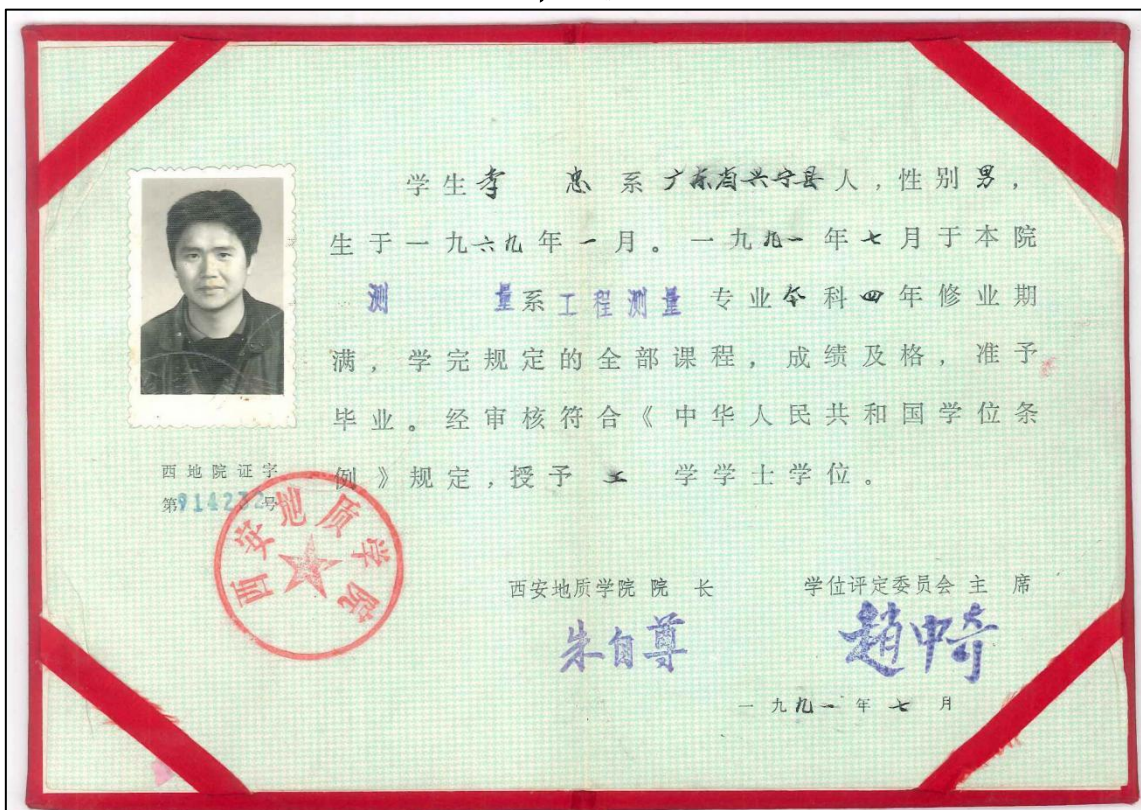 学生李 忠系广东省兴宁县人，性别男，
生于一九六九年一月。一九九一年七月于本院
测 量系工程测量专业本科四年修业期
满，学完规定的全部课程，成绩及格，准予
毕业。经审核符合《中华人民共和国学位条
例》规定，授予 工 学学士学位。
西地院证字
第914232号
西安地质学院
西安地质学院 院 长 学位评定委员会 主 席
朱自尊 趙中奇
一九九一年七月